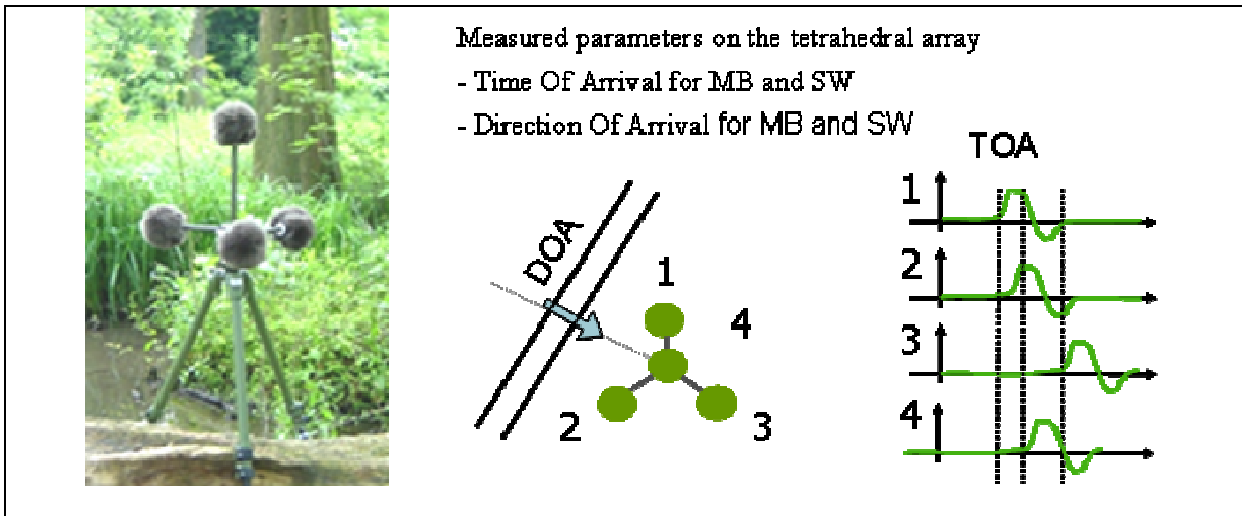 Measured parameters on the tetrahedral array
- Time Of Arrival for MB and SW
- Direction Of Arrival for MB and SW
TOA
DOA
1
4
2
3
1
2
3
4